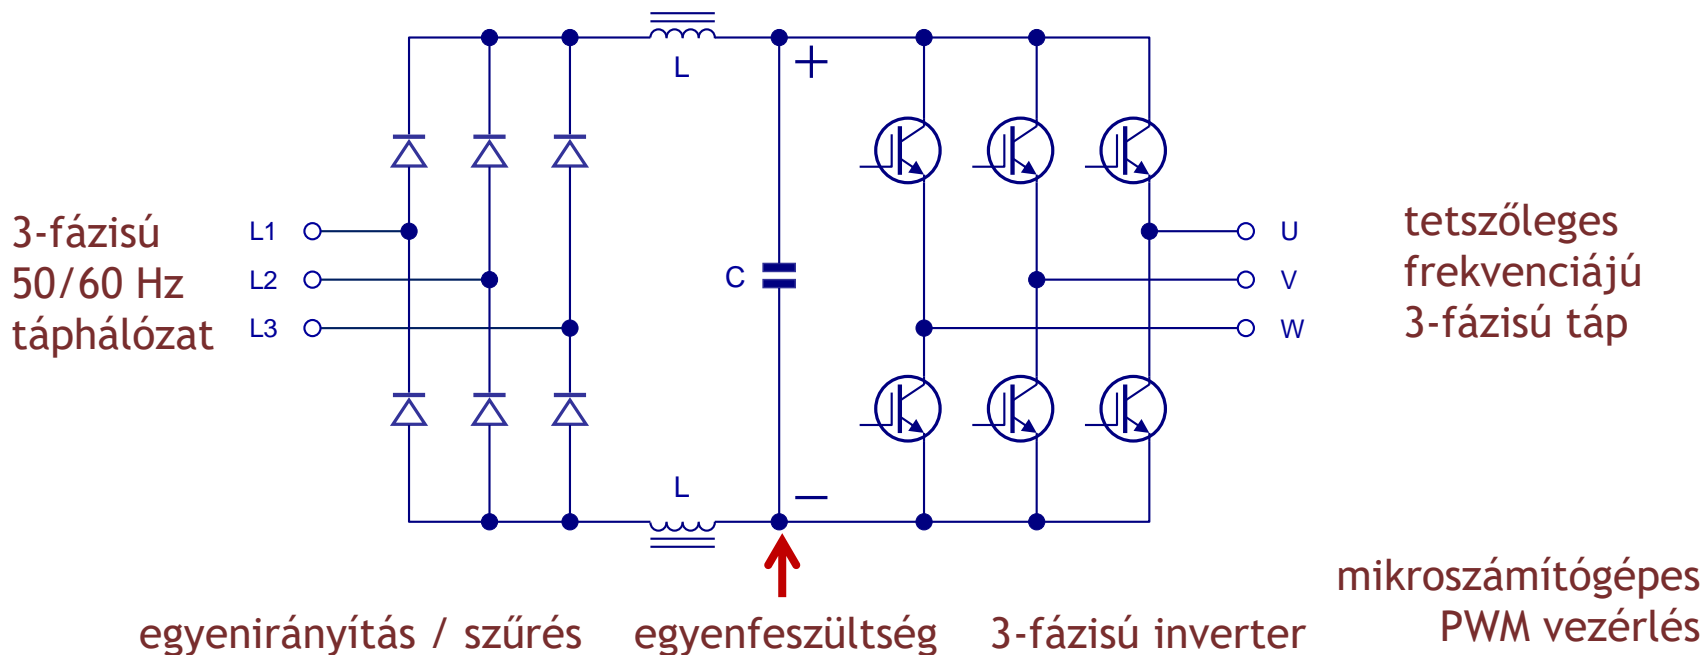 L
+
3-fázisú
50/60 Hz
táphálózat
L1
L2
L3
C
U
V
W
tetszőleges
frekvenciájú
3-fázisú táp
L
—
egyenirányítás / szűrés
egyenfeszültség
3-fázisú inverter
mikroszámítógépes
PWM vezérlés